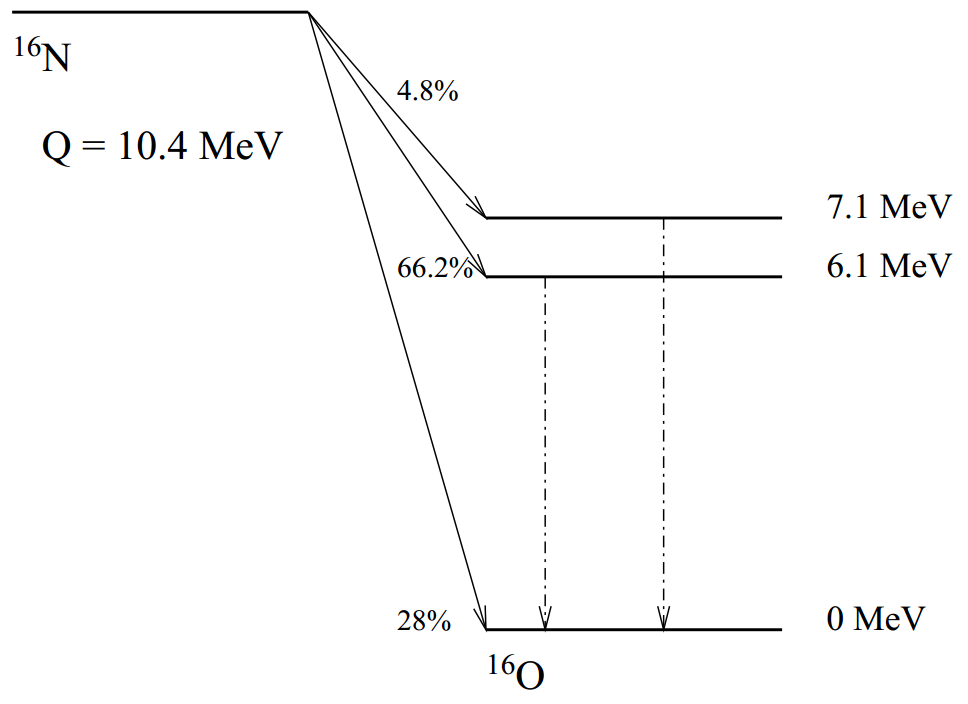 ¹⁶N
4.8%
Q = 10.4 MeV
7.1 MeV
66.2%
6.1 MeV
28%
0 MeV
¹⁶O